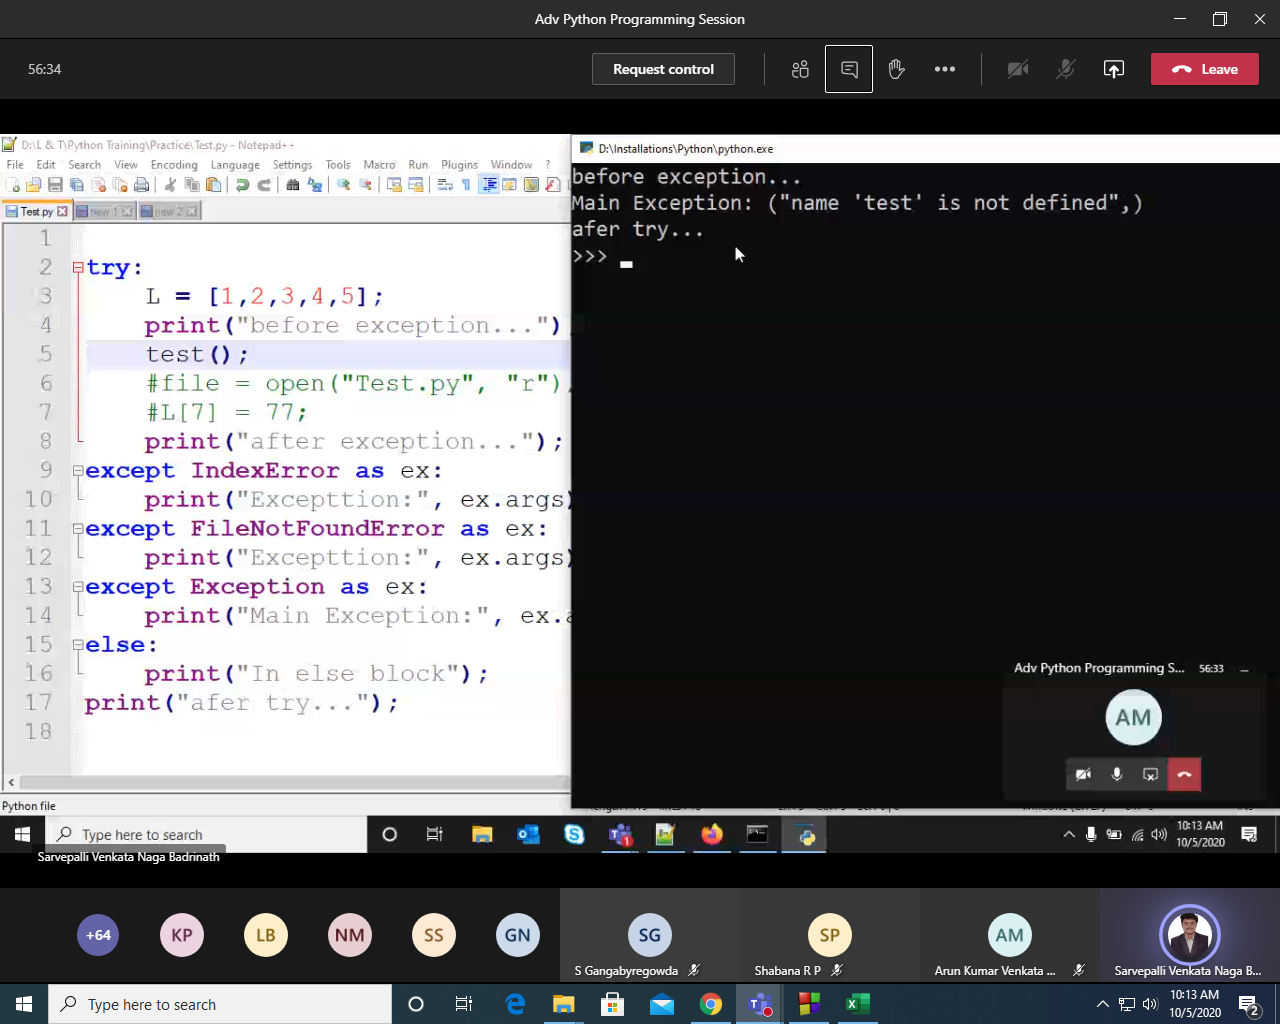 Adv Python Programming Session
56:34
Request control
Leave
D:\L & T\Python Training\Practice\Test.py - Notepad++
File Edit Search View Encoding Language Settings Tools Macro Run Plugins Window ?
Test.py new 1 new 2
1
2 try:
3 L = [1,2,3,4,5];
4 print("before exception...")
5 test();
6 #file = open("Test.py", "r")
7 #L[7] = 77;
8 print("after exception...");
9 except IndexError as ex:
10 print("Excepttion:", ex.args)
11 except FileNotFoundError as ex:
12 print("Excepttion:", ex.args)
13 except Exception as ex:
14 print("Main Exception:", ex.a
15 else:
16 print("In else block");
17 print("afer try...");
18
Python file
D:\Installations\Python\python.exe
before exception...
Main Exception: ("name 'test' is not defined",)
afer try...
>>>
Adv Python Programming S... 56:33
AM
Type here to search
10:13 AM
10/5/2020
Sarvepalli Venkata Naga Badrinath
+64 KP LB NM SS GN SG SP AM
S Gangabyregowda
Shabana R P
Arun Kumar Venkata ...
Sarvepalli Venkata Naga B...
Type here to search
10:13 AM
10/5/2020
2